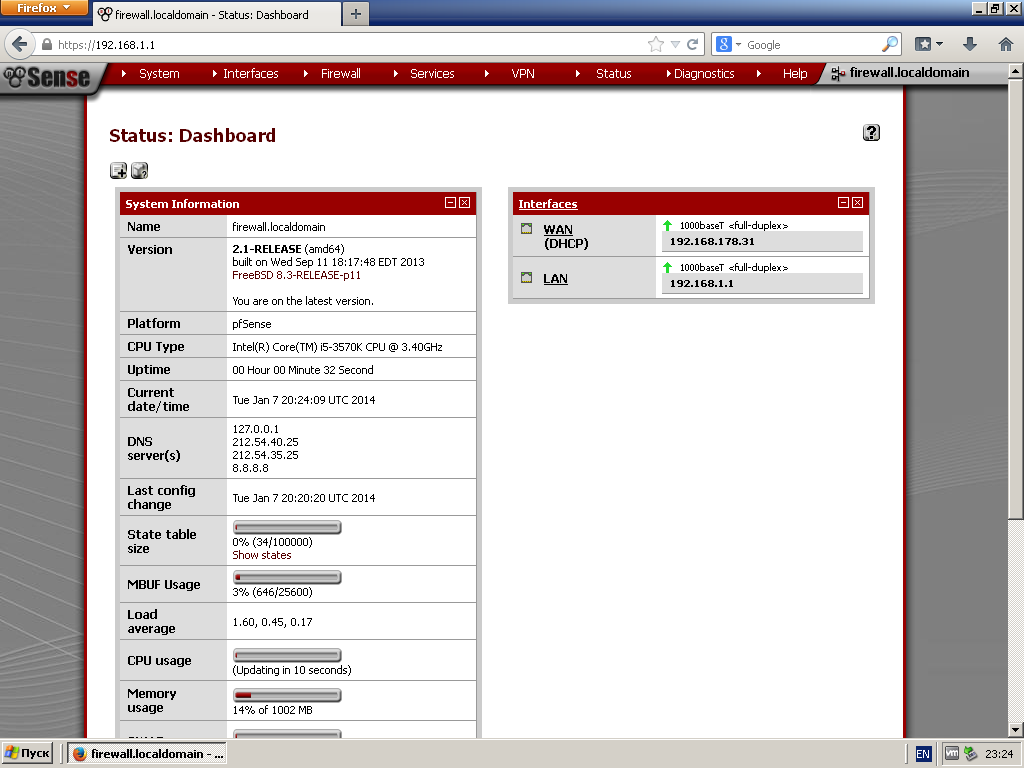 Firefox
firewall.localdomain - Status: Dashboard
https://192.168.1.1
Google
Sense
System
Interfaces
Firewall
Services
VPN
Status
Diagnostics
Help
firewall.localdomain
Status: Dashboard
System Information
Name
firewall.localdomain
Version
2.1-RELEASE (amd64)
built on Wed Sep 11 18:17:48 EDT 2013
FreeBSD 8.3-RELEASE-p11
You are on the latest version.
Platform
pfSense
CPU Type
Intel(R) Core(TM) i5-3570K CPU @ 3.40GHz
Uptime
00 Hour 00 Minute 32 Second
Current
date/time
Tue Jan 7 20:24:09 UTC 2014
DNS
server(s)
127.0.0.1
212.54.40.25
212.54.35.25
8.8.8.8
Last config
change
Tue Jan 7 20:20:20 UTC 2014
State table
size
0% (34/100000)
Show states
MBUF Usage
3% (646/25600)
Load
average
1.60, 0.45, 0.17
CPU usage
(Updating in 10 seconds)
Memory
usage
14% of 1002 MB
Interfaces
WAN
(DHCP)
1000baseT <full-duplex>
192.168.178.31
LAN
1000baseT <full-duplex>
192.168.1.1
Пуск
firewall.localdomain - ...
EN
vm
23:24